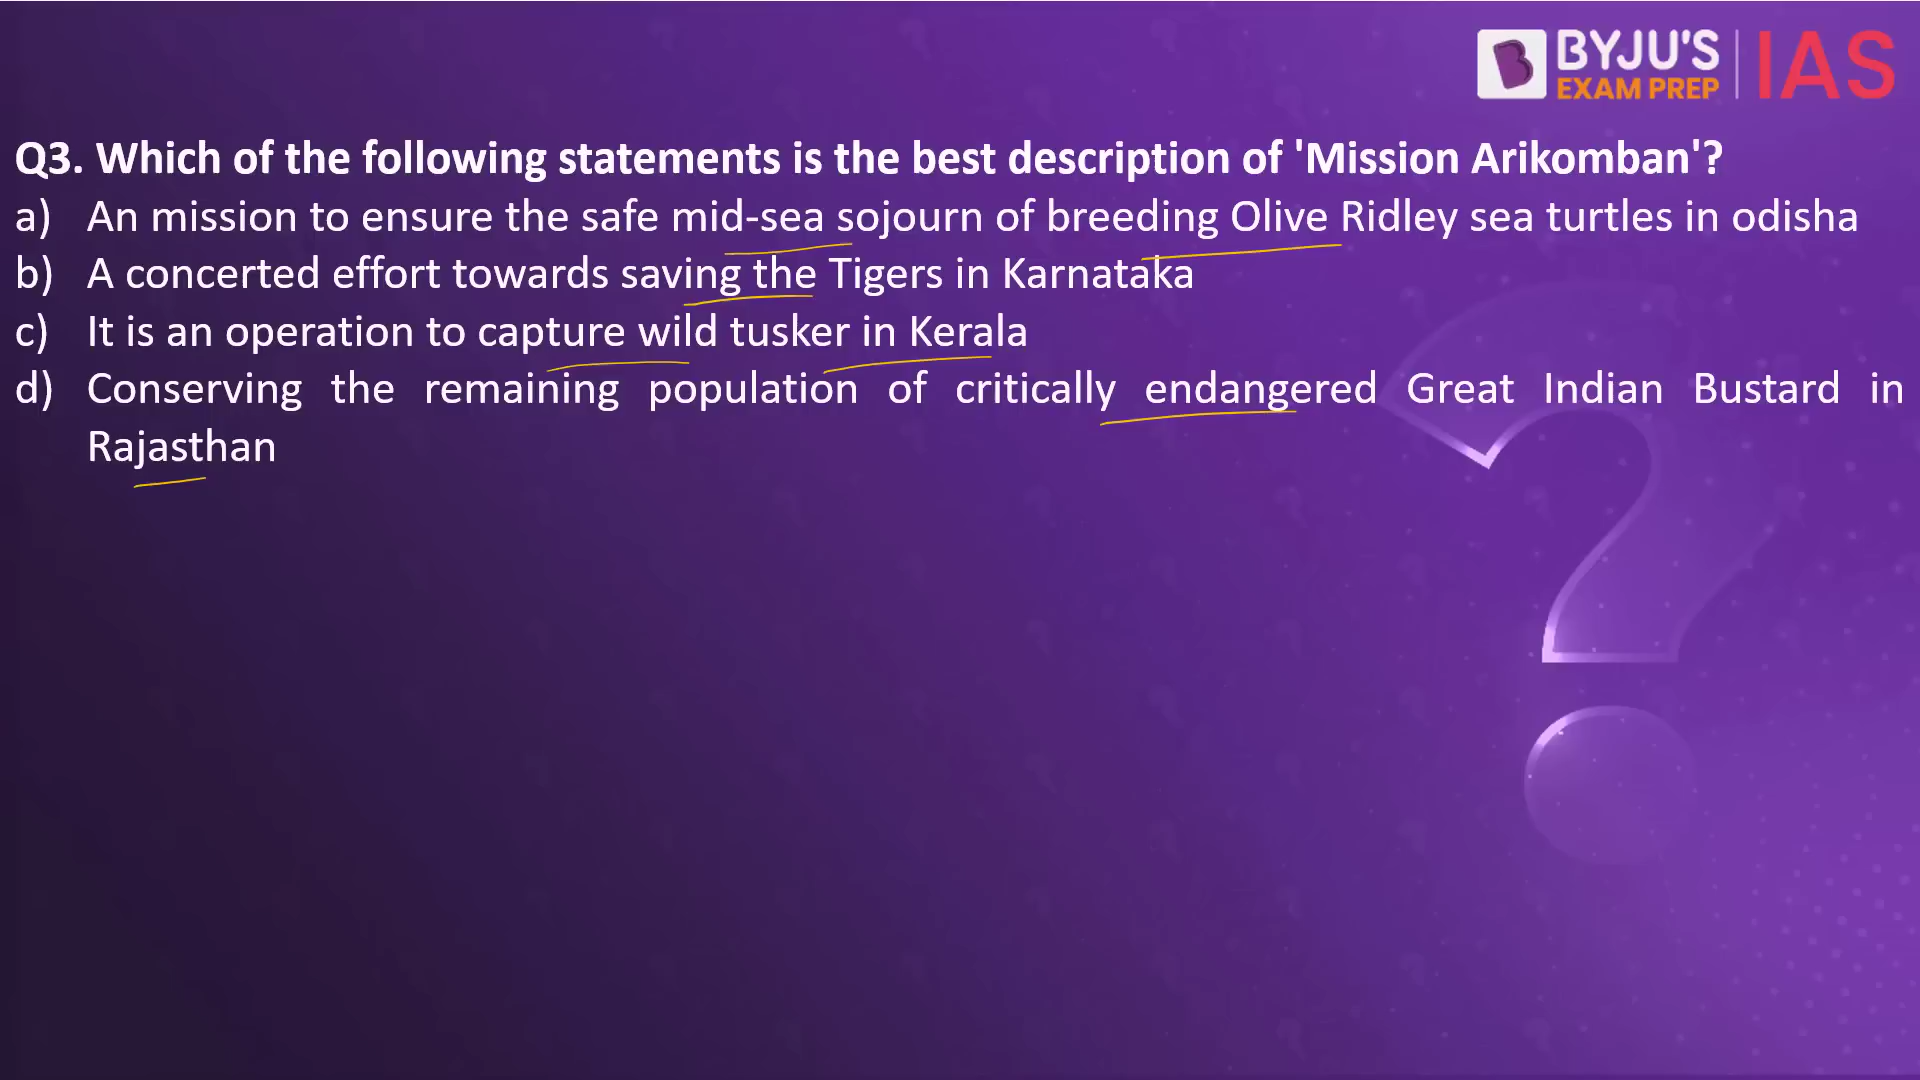 BYJU'S
EXAM PREP
IAS
Q3. Which of the following statements is the best description of 'Mission Arikomban'?
a) An mission to ensure the safe mid-sea sojourn of breeding Olive Ridley sea turtles in odisha
b) A concerted effort towards saving the Tigers in Karnataka
c) It is an operation to capture wild tusker in Kerala
d) Conserving the remaining population of critically endangered Great Indian Bustard in
Rajasthan